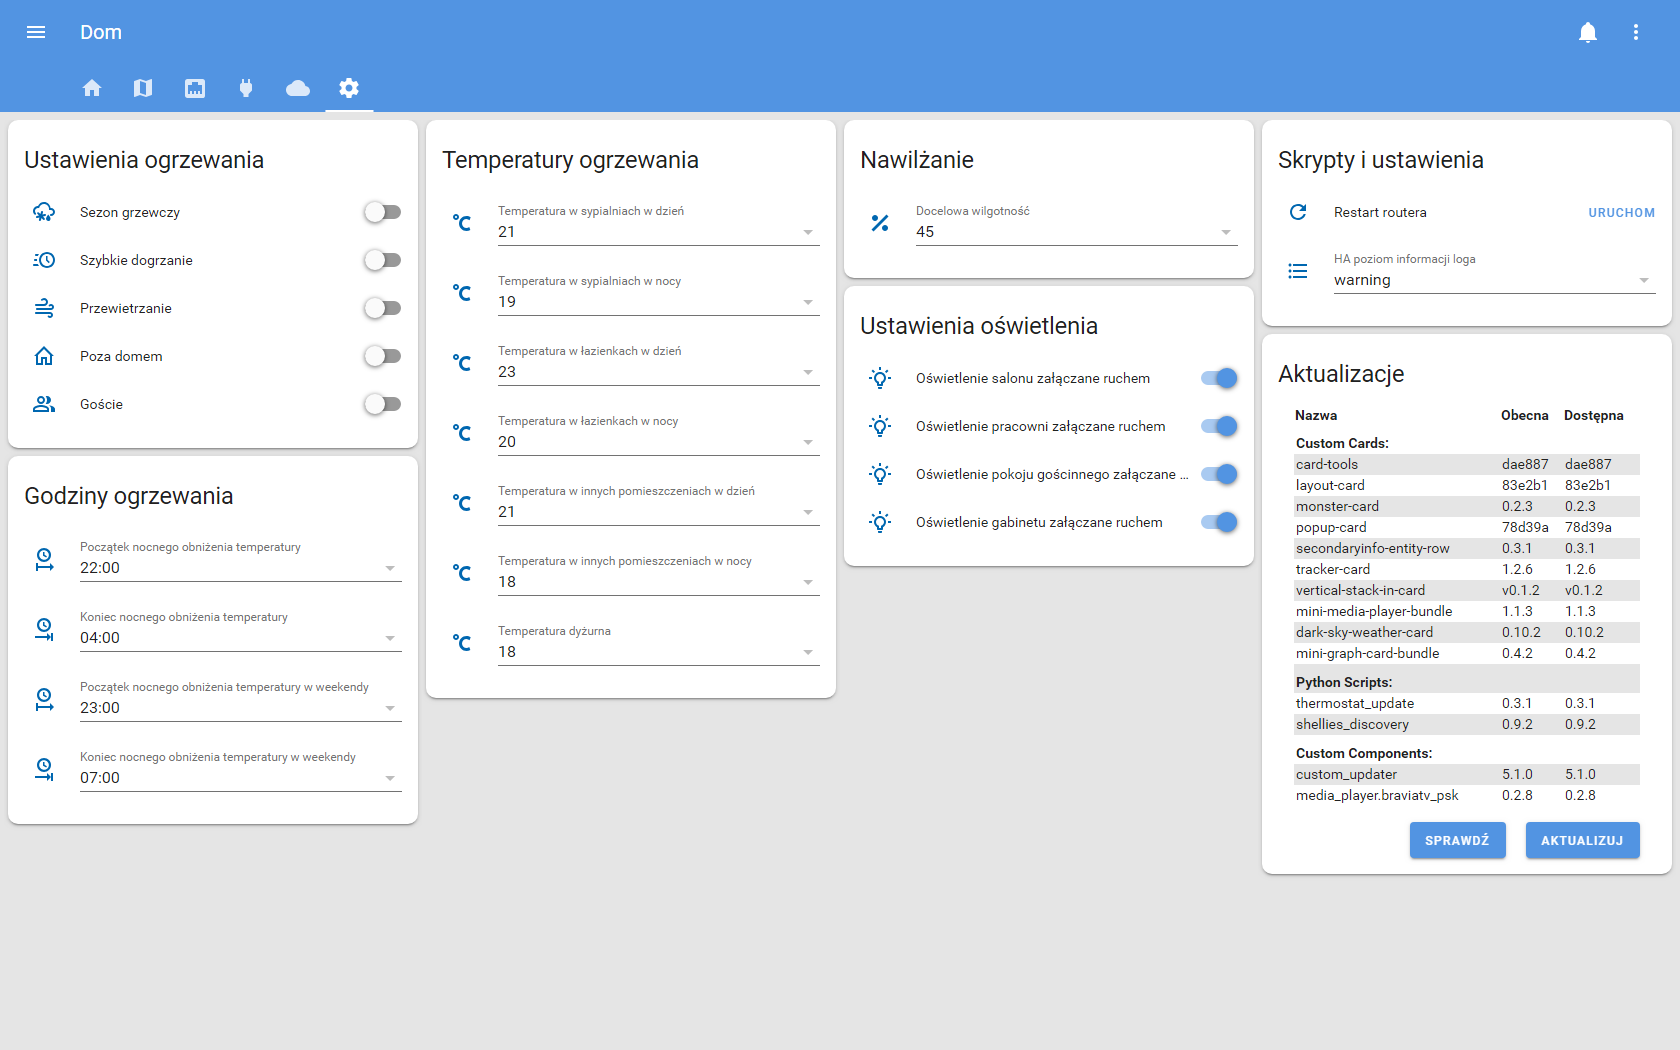 Dom
Ustawienia ogrzewania
Sezon grzewczy
Szybkie dogrzanie
Przewietrzanie
Poza domem
Goście
Godziny ogrzewania
Początek nocnego obniżenia temperatury
22:00
Koniec nocnego obniżenia temperatury
04:00
Początek nocnego obniżenia temperatury w weekendy
23:00
Koniec nocnego obniżenia temperatury w weekendy
07:00
Temperatury ogrzewania
°C Temperatura w sypialniach w dzień
21
°C Temperatura w sypialniach w nocy
19
°C Temperatura w łazienkach w dzień
23
°C Temperatura w łazienkach w nocy
20
°C Temperatura w innych pomieszczeniach w dzień
21
°C Temperatura w innych pomieszczeniach w nocy
18
°C Temperatura dyżurna
18
Nawilżanie
% Docelowa wilgotność
45
Ustawienia oświetlenia
Oświetlenie salonu załączane ruchem
Oświetlenie pracowni załączane ruchem
Oświetlenie pokoju gościnnego załączane ...
Oświetlenie gabinetu załączane ruchem
Skrypty i ustawienia
Restart routera URUCHOM
HA poziom informacji loga
warning
Aktualizacje
Nazwa Obecna Dostępna
Custom Cards:
card-tools dae887 dae887
layout-card 83e2b1 83e2b1
monster-card 0.2.3 0.2.3
popup-card 78d39a 78d39a
secondaryinfo-entity-row 0.3.1 0.3.1
tracker-card 1.2.6 1.2.6
vertical-stack-in-card v0.1.2 v0.1.2
mini-media-player-bundle 1.1.3 1.1.3
dark-sky-weather-card 0.10.2 0.10.2
mini-graph-card-bundle 0.4.2 0.4.2
Python Scripts:
thermostat_update 0.3.1 0.3.1
shellies_discovery 0.9.2 0.9.2
Custom Components:
custom_updater 5.1.0 5.1.0
media_player.braviatv_psk 0.2.8 0.2.8
SPRAWDŹ AKTUALIZUJ